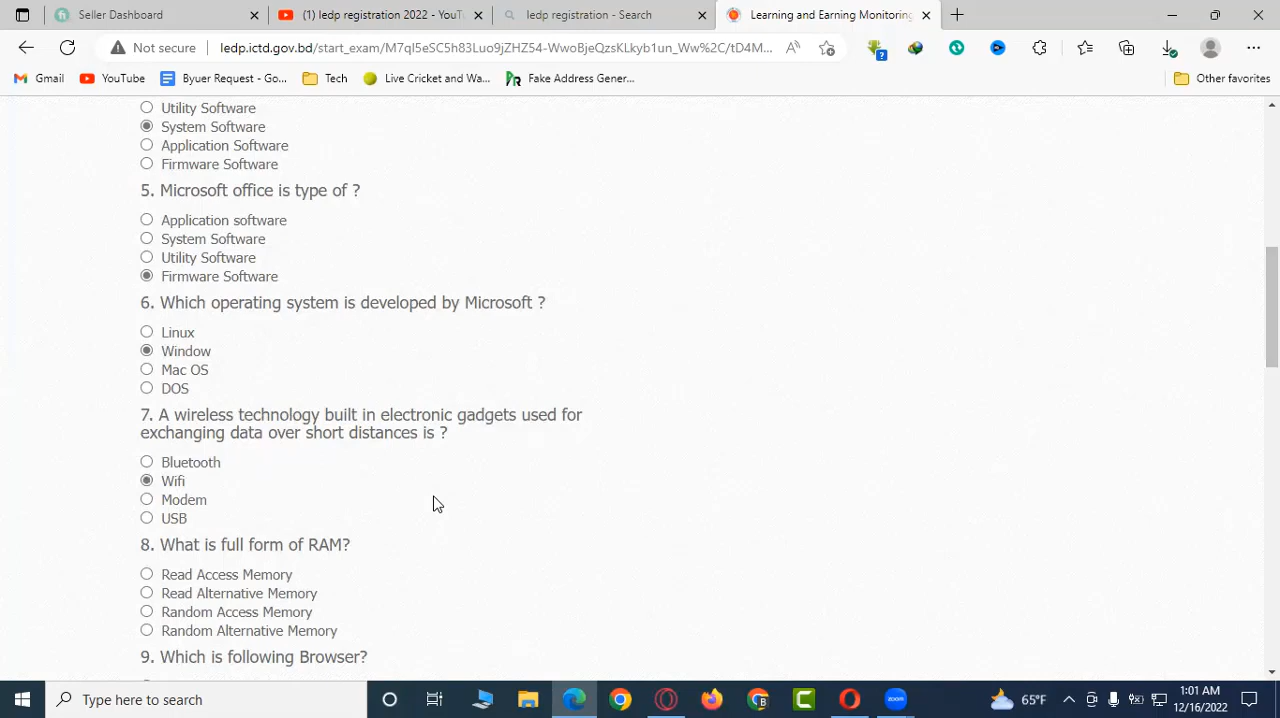 Seller Dashboard
(1) ledp registration 2022 - YouT
ledp registration - Search
Learning and Earning Monitoring
Not secure
ledp.ictd.gov.bd/start_exam/M7ql5eSC5h83Luo9jZHZ54-WwoBjeQzsKLkyb1un_Ww%2C/tD4M...
Gmail
YouTube
Byuer Request - Go...
Tech
Live Cricket and Wa...
Fake Address Gener...
Other favorites
Utility Software
System Software
Application Software
Firmware Software
5. Microsoft office is type of ?
Application software
System Software
Utility Software
Firmware Software
6. Which operating system is developed by Microsoft ?
Linux
Window
Mac OS
DOS
7. A wireless technology built in electronic gadgets used for
exchanging data over short distances is ?
Bluetooth
Wifi
Modem
USB
8. What is full form of RAM?
Read Access Memory
Read Alternative Memory
Random Access Memory
Random Alternative Memory
9. Which is following Browser?
Type here to search
zoom
65°F
1:01 AM
12/16/2022